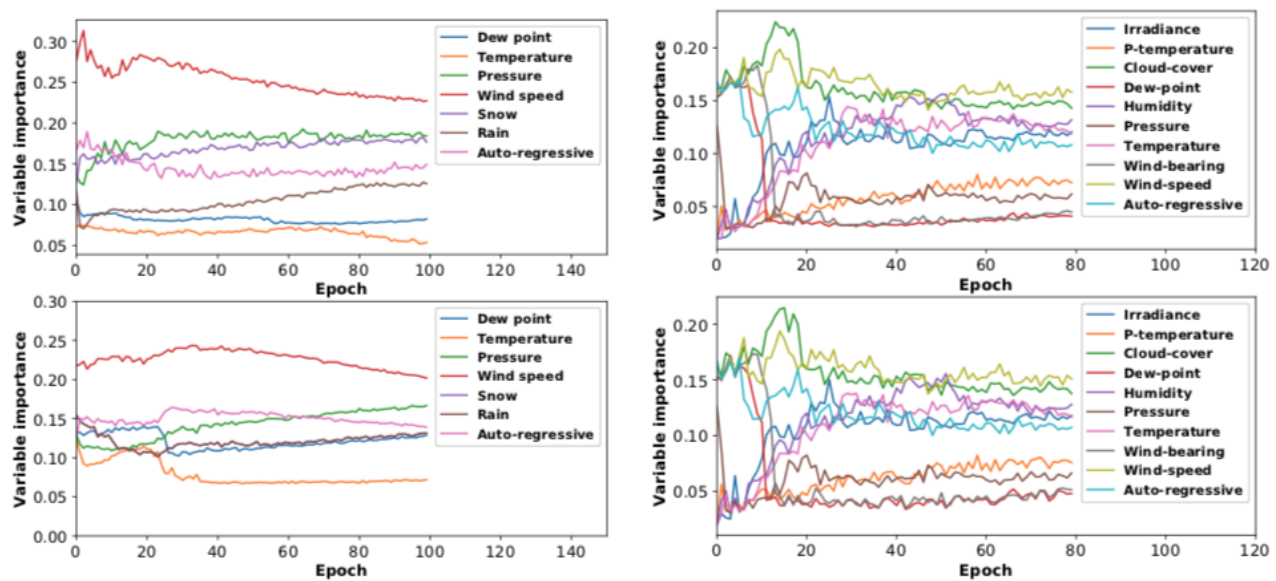 Variable importance
0.30
0.25
0.20
0.15
0.10
0.05
0 20 40 60 80 100 120 140
Epoch
Dew point
Temperature
Pressure
Wind speed
Snow
Rain
Auto-regressive
Variable importance
0.20
0.15
0.10
0.05
0 20 40 60 80 100 120
Epoch
Irradiance
P-temperature
Cloud-cover
Dew-point
Humidity
Pressure
Temperature
Wind-bearing
Wind-speed
Auto-regressive
Variable importance
0.30
0.25
0.20
0.15
0.10
0.05
0.00
0 20 40 60 80 100 120 140
Epoch
Dew point
Temperature
Pressure
Wind speed
Snow
Rain
Auto-regressive
Variable importance
0.20
0.15
0.10
0.05
0 20 40 60 80 100 120
Epoch
Irradiance
P-temperature
Cloud-cover
Dew-point
Humidity
Pressure
Temperature
Wind-bearing
Wind-speed
Auto-regressive